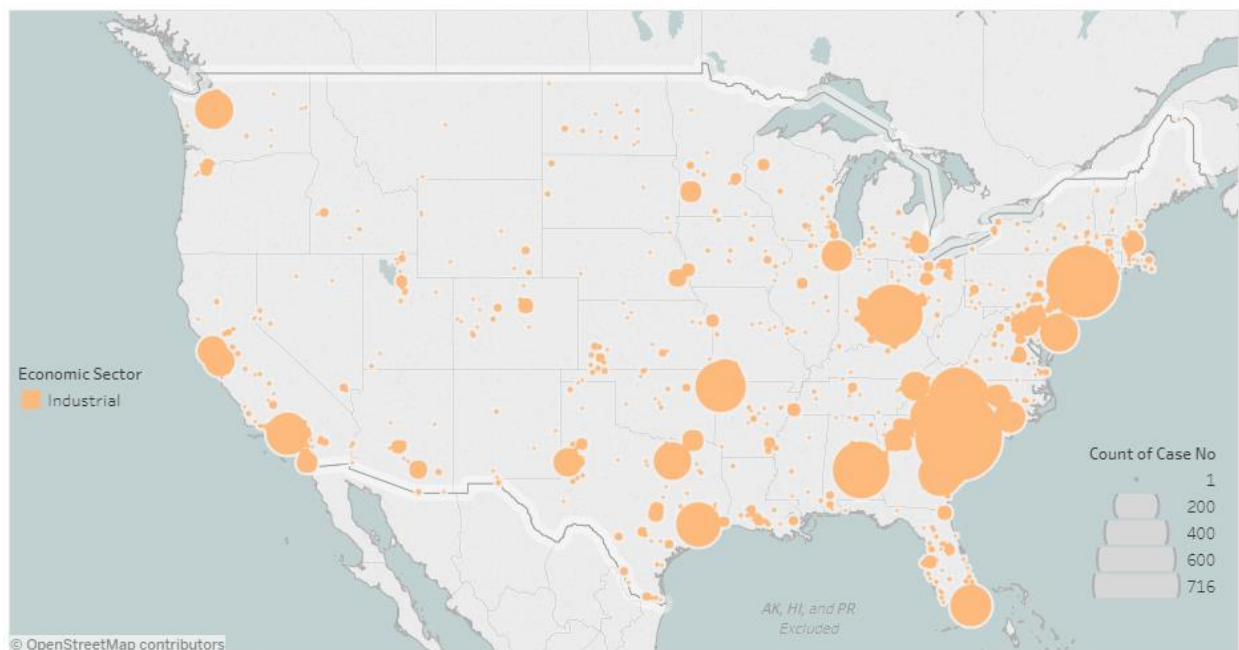 Economic Sector
Industrial
Count of Case No
1
200
400
600
716
AK, HI, and PR
Excluded
© OpenStreetMap contributors